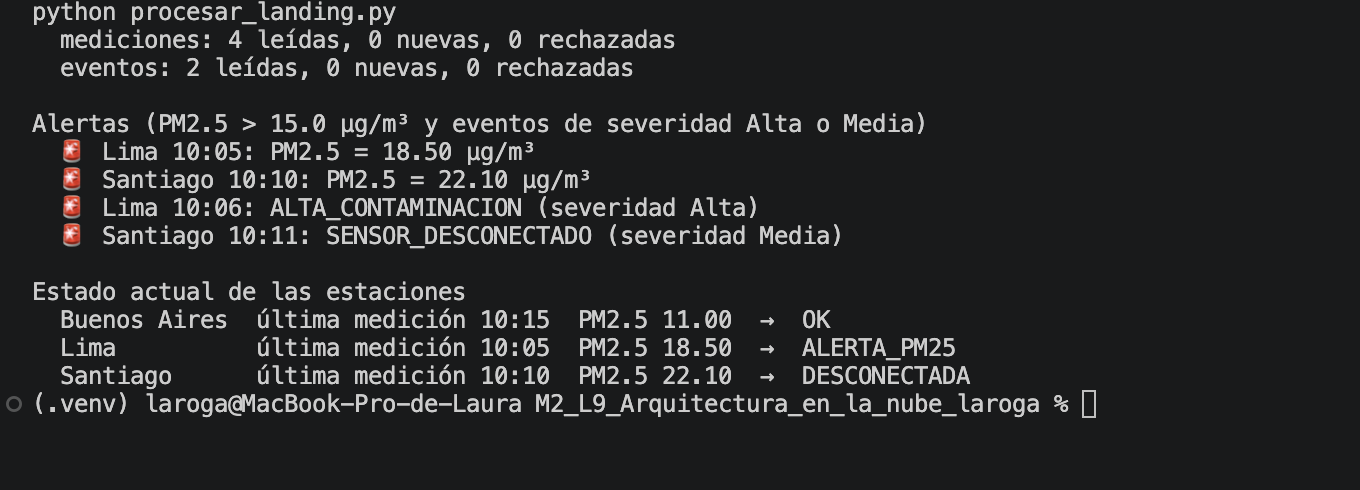 python procesar_landing.py
mediciones: 4 leídas, 0 nuevas, 0 rechazadas
eventos: 2 leídas, 0 nuevas, 0 rechazadas
Alertas (PM2.5 > 15.0 µg/m³ y eventos de severidad Alta o Media)
🚨 Lima 10:05: PM2.5 = 18.50 µg/m³
🚨 Santiago 10:10: PM2.5 = 22.10 µg/m³
🚨 Lima 10:06: ALTA_CONTAMINACION (severidad Alta)
🚨 Santiago 10:11: SENSOR_DESCONECTADO (severidad Media)
Estado actual de las estaciones
Buenos Aires  última medición 10:15  PM2.5 11.00  →  OK
Lima          última medición 10:05  PM2.5 18.50  →  ALERTA_PM25
Santiago      última medición 10:10  PM2.5 22.10  →  DESCONECTADA
(.venv) laroga@MacBook-Pro-de-Laura M2_L9_Arquitectura_en_la_nube_laroga %